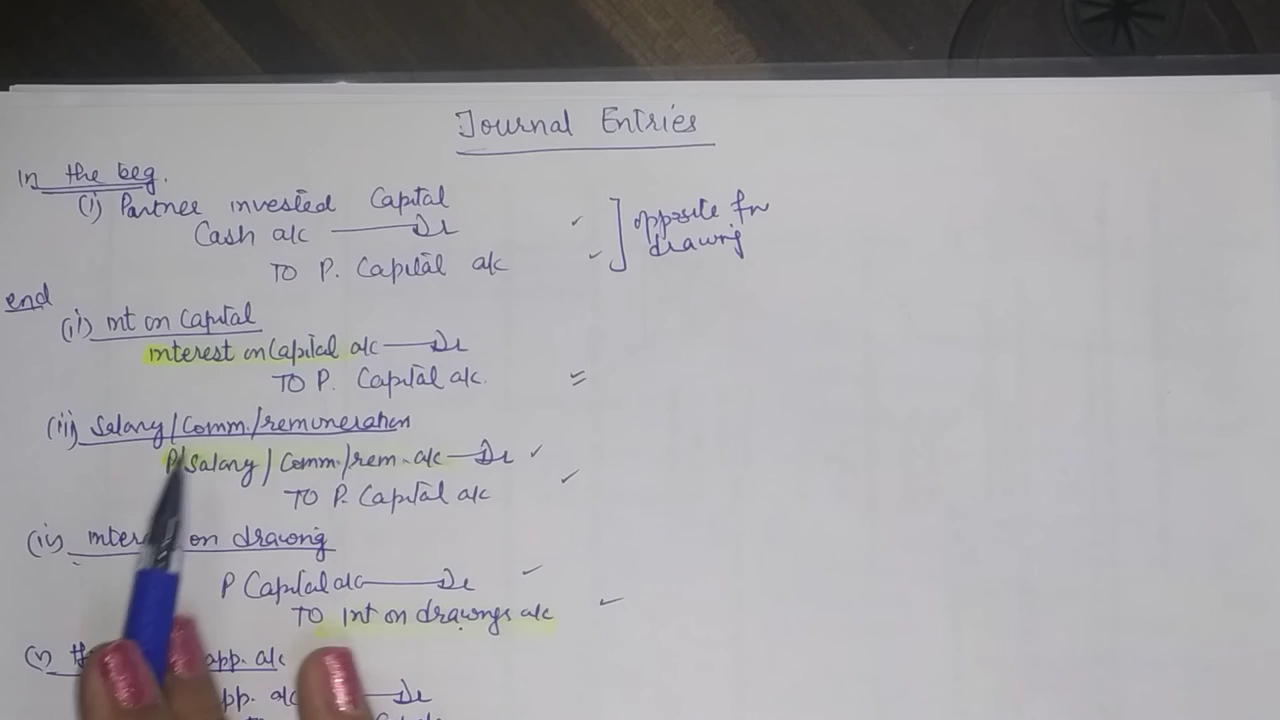 Journal Entries
In the beg.
(i) Partner invested Capital
Cash a/c —— Dr
To P. Capital a/c
] opposite for
drawing
end
(ii) Int on Capital
interest on Capital a/c —— Dr
To P. Capital a/c.
(iii) Salary/Comm./remuneration
P/Salary/Comm./rem. a/c — Dr
To P. Capital a/c
(iv) on drawing
P Capital a/c —— Dr
To Int on drawings a/c
(v) app. a/c
a/c —— Dr